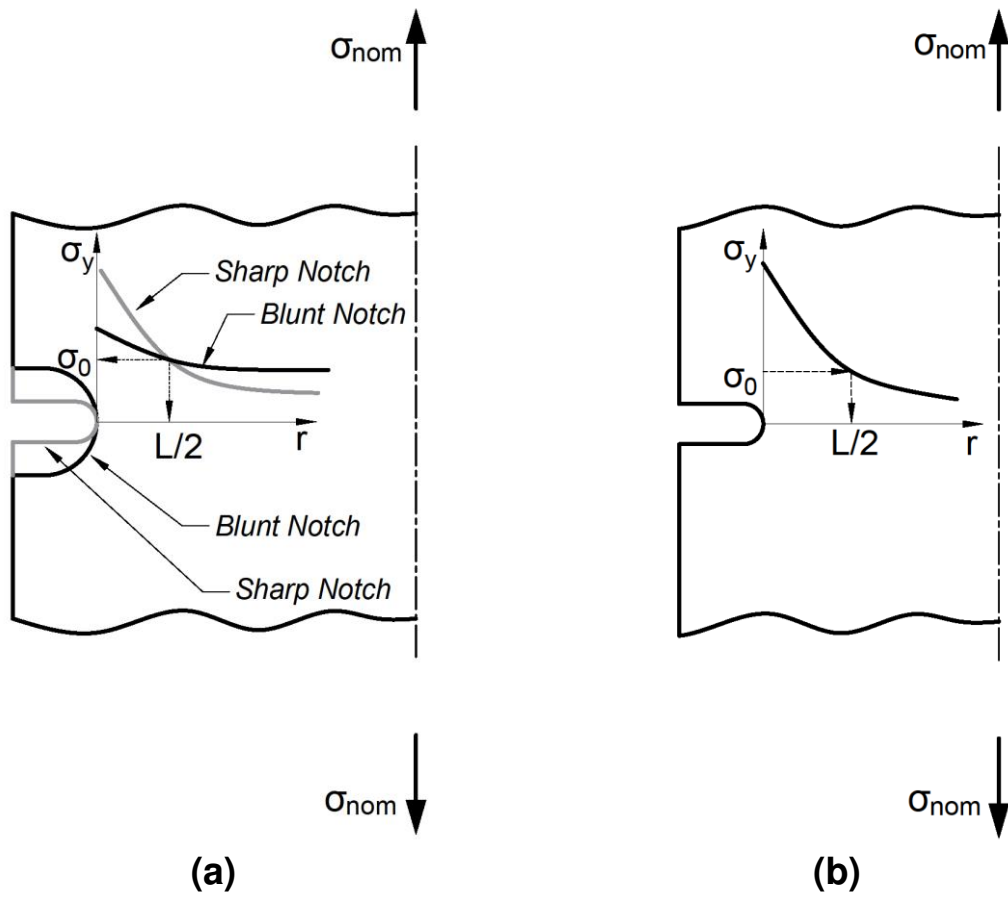 σnom
σy
Sharp Notch
Blunt Notch
σ0
L/2
r
Blunt Notch
Sharp Notch
σnom
(a)
σnom
σy
σ0
L/2
r
σnom
(b)